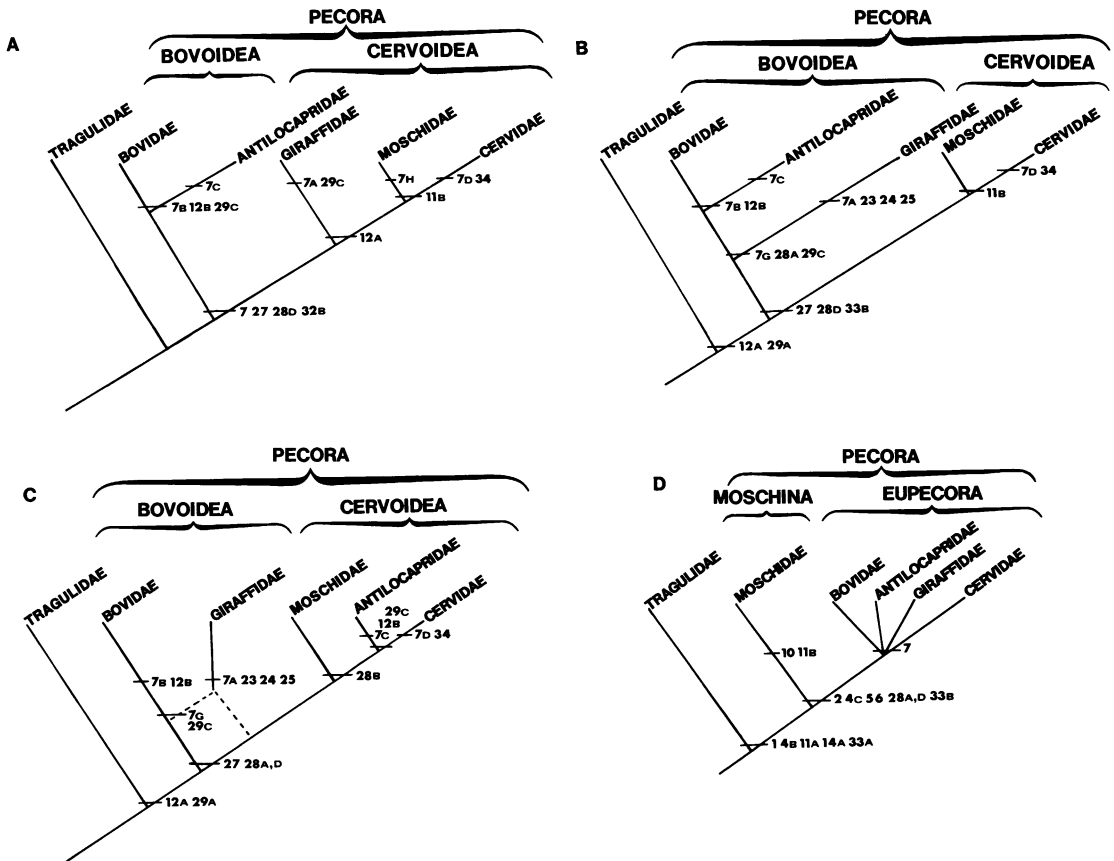 A
PECORA
BOVOIDEA
CERVOIDEA
TRAGULIDAE
BOVIDAE
ANTILOCAPRIDAE
GIRAFFIDAE
MOSCHIDAE
CERVIDAE
7C
7B 12B 29C
7A 29C
7H
7D 34
11B
12A
7 27 28D 32B
B
PECORA
BOVOIDEA
CERVOIDEA
TRAGULIDAE
BOVIDAE
ANTILOCAPRIDAE
GIRAFFIDAE
MOSCHIDAE
CERVIDAE
7C
7B 12B
7A 23 24 25
7D 34
11B
7G 28A 29C
27 28D 33B
12A 29A
C
PECORA
BOVOIDEA
CERVOIDEA
TRAGULIDAE
BOVIDAE
GIRAFFIDAE
MOSCHIDAE
ANTILOCAPRIDAE
CERVIDAE
29C
12B
7C
7D 34
7B 12B
7A 23 24 25
28B
7G
29C
27 28A,D
12A 29A
D
PECORA
MOSCHINA
EUPECORA
TRAGULIDAE
MOSCHIDAE
BOVIDAE
ANTILOCAPRIDAE
GIRAFFIDAE
CERVIDAE
10 11B
7
2 4C 5 6 28A,D 33B
1 4B 11A 14A 33A